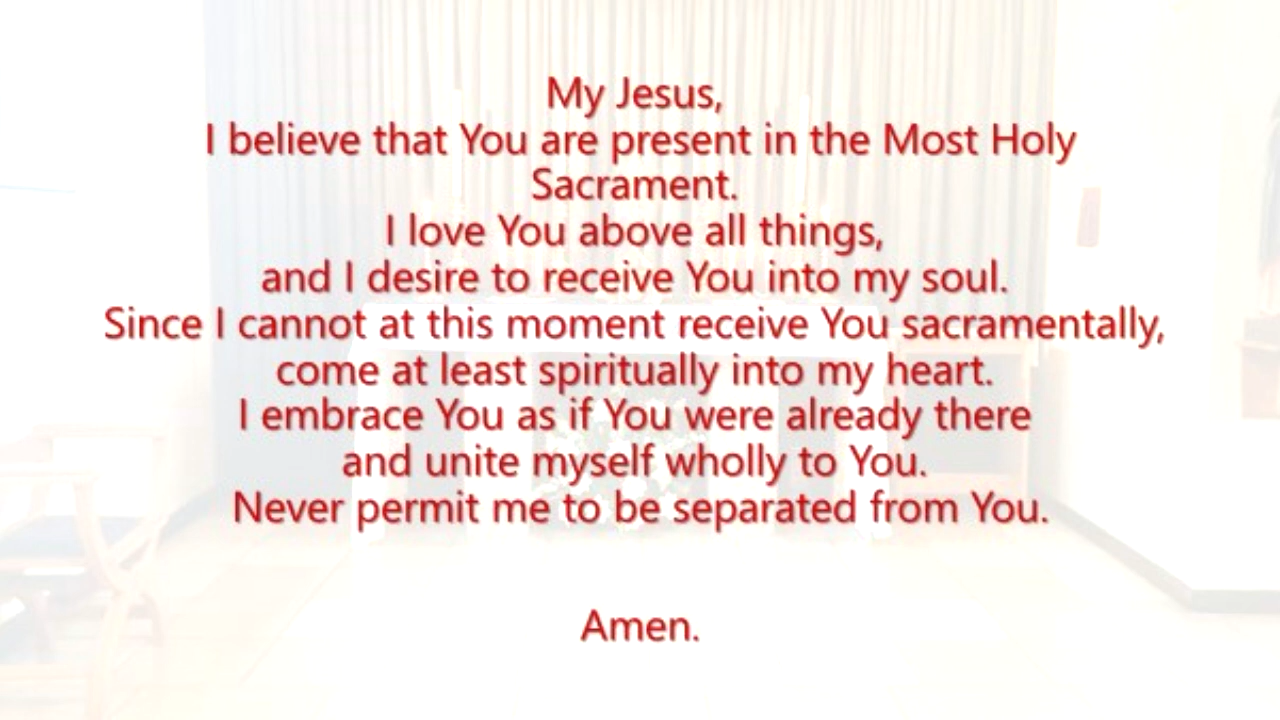 My Jesus,
I believe that You are present in the Most Holy
Sacrament.
I love You above all things,
and I desire to receive You into my soul.
Since I cannot at this moment receive You sacramentally,
come at least spiritually into my heart.
I embrace You as if You were already there
and unite myself wholly to You.
Never permit me to be separated from You.
Amen.